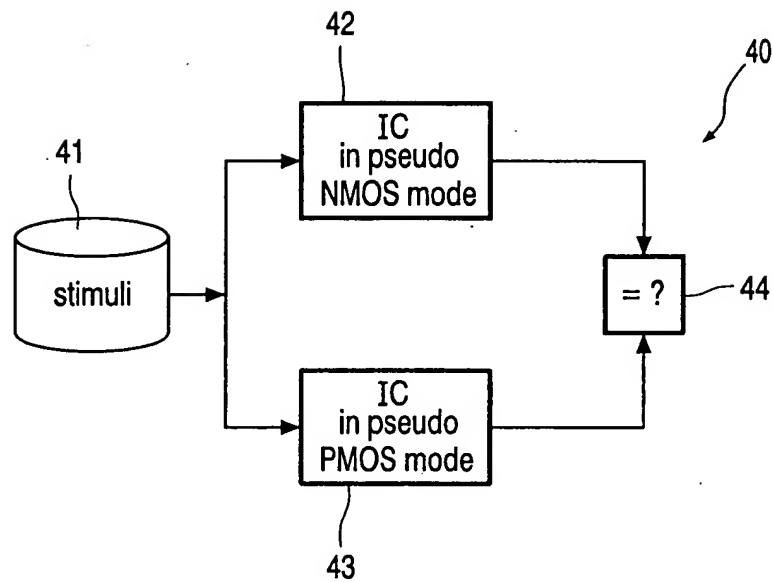 42
40
IC
in pseudo
NMOS mode
41
stimuli
= ?
44
IC
in pseudo
PMOS mode
43